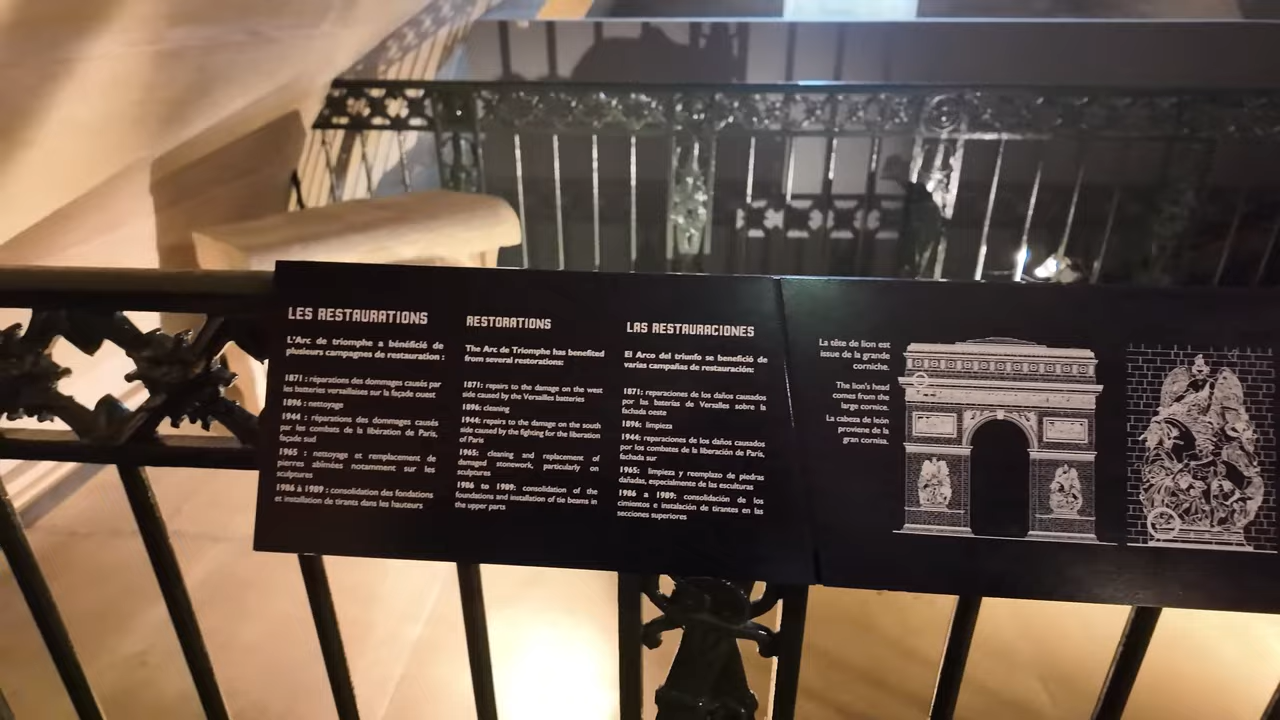 LES RESTAURATIONS
L'Arc de triomphe a bénéficié de
plusieurs campagnes de restauration :
1871 : réparations des dommages causés par
les batteries versaillaises sur la façade ouest
1896 : nettoyage
1944 : réparations des dommages causés
par les combats de la libération de Paris,
façade sud
1965 : nettoyage et remplacement de
pierres abîmées notamment sur les
sculptures
1986 à 1989 : consolidation des fondations
et installation de tirants dans les hauteurs
RESTORATIONS
The Arc de Triomphe has benefited
from several restorations:
1871: repairs to the damage on the west
side caused by the Versailles batteries
1896: cleaning
1944: repairs to the damage on the south
side caused by the fighting for the liberation
of Paris
1965: cleaning and replacement of
damaged stonework, particularly on
sculptures
1986 to 1989: consolidation of the
foundations and installation of tie beams in
the upper parts
LAS RESTAURACIONES
El Arco del triunfo se benefició de
varias campañas de restauración:
1871: reparaciones de los daños causados
por las baterías de Versalles sobre la
fachada oeste
1896: limpieza
1944: reparaciones de los daños causados
por los combates de la liberación de París,
fachada sur
1965: limpieza y reemplazo de piedras
dañadas, especialmente de las esculturas
1986 a 1989: consolidación de los
cimientos e instalación de tirantes en las
secciones superiores
La tête de lion est
issue de la grande
corniche.
The lion's head
comes from the
large cornice.
La cabeza de león
proviene de la
gran cornisa.